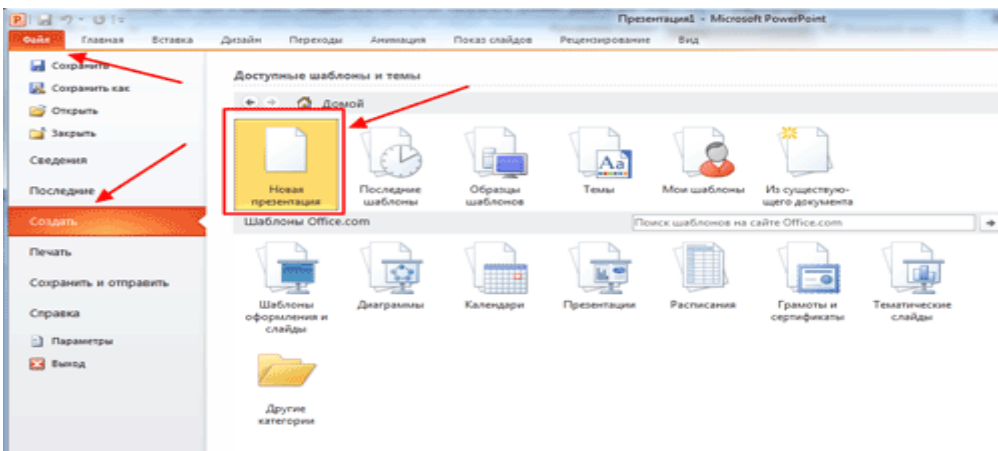 Презентация1 - Microsoft PowerPoint
Файл Главная Вставка Дизайн Переходы Анимация Показ слайдов Рецензирование Вид
Сохранить
Сохранить как
Открыть
Закрыть
Сведения
Последние
Создать
Печать
Сохранить и отправить
Справка
Параметры
Выход
Доступные шаблоны и темы
Домой
Новая
презентация
Последние
шаблоны
Образцы
шаблонов
Темы
Мои шаблоны
Из существую-
щего документа
Шаблоны Office.com
Поиск шаблонов на сайте Office.com
Шаблоны
оформления и
слайды
Диаграммы
Календари
Презентации
Расписания
Грамоты и
сертификаты
Тематические
слайды
Другие
категории